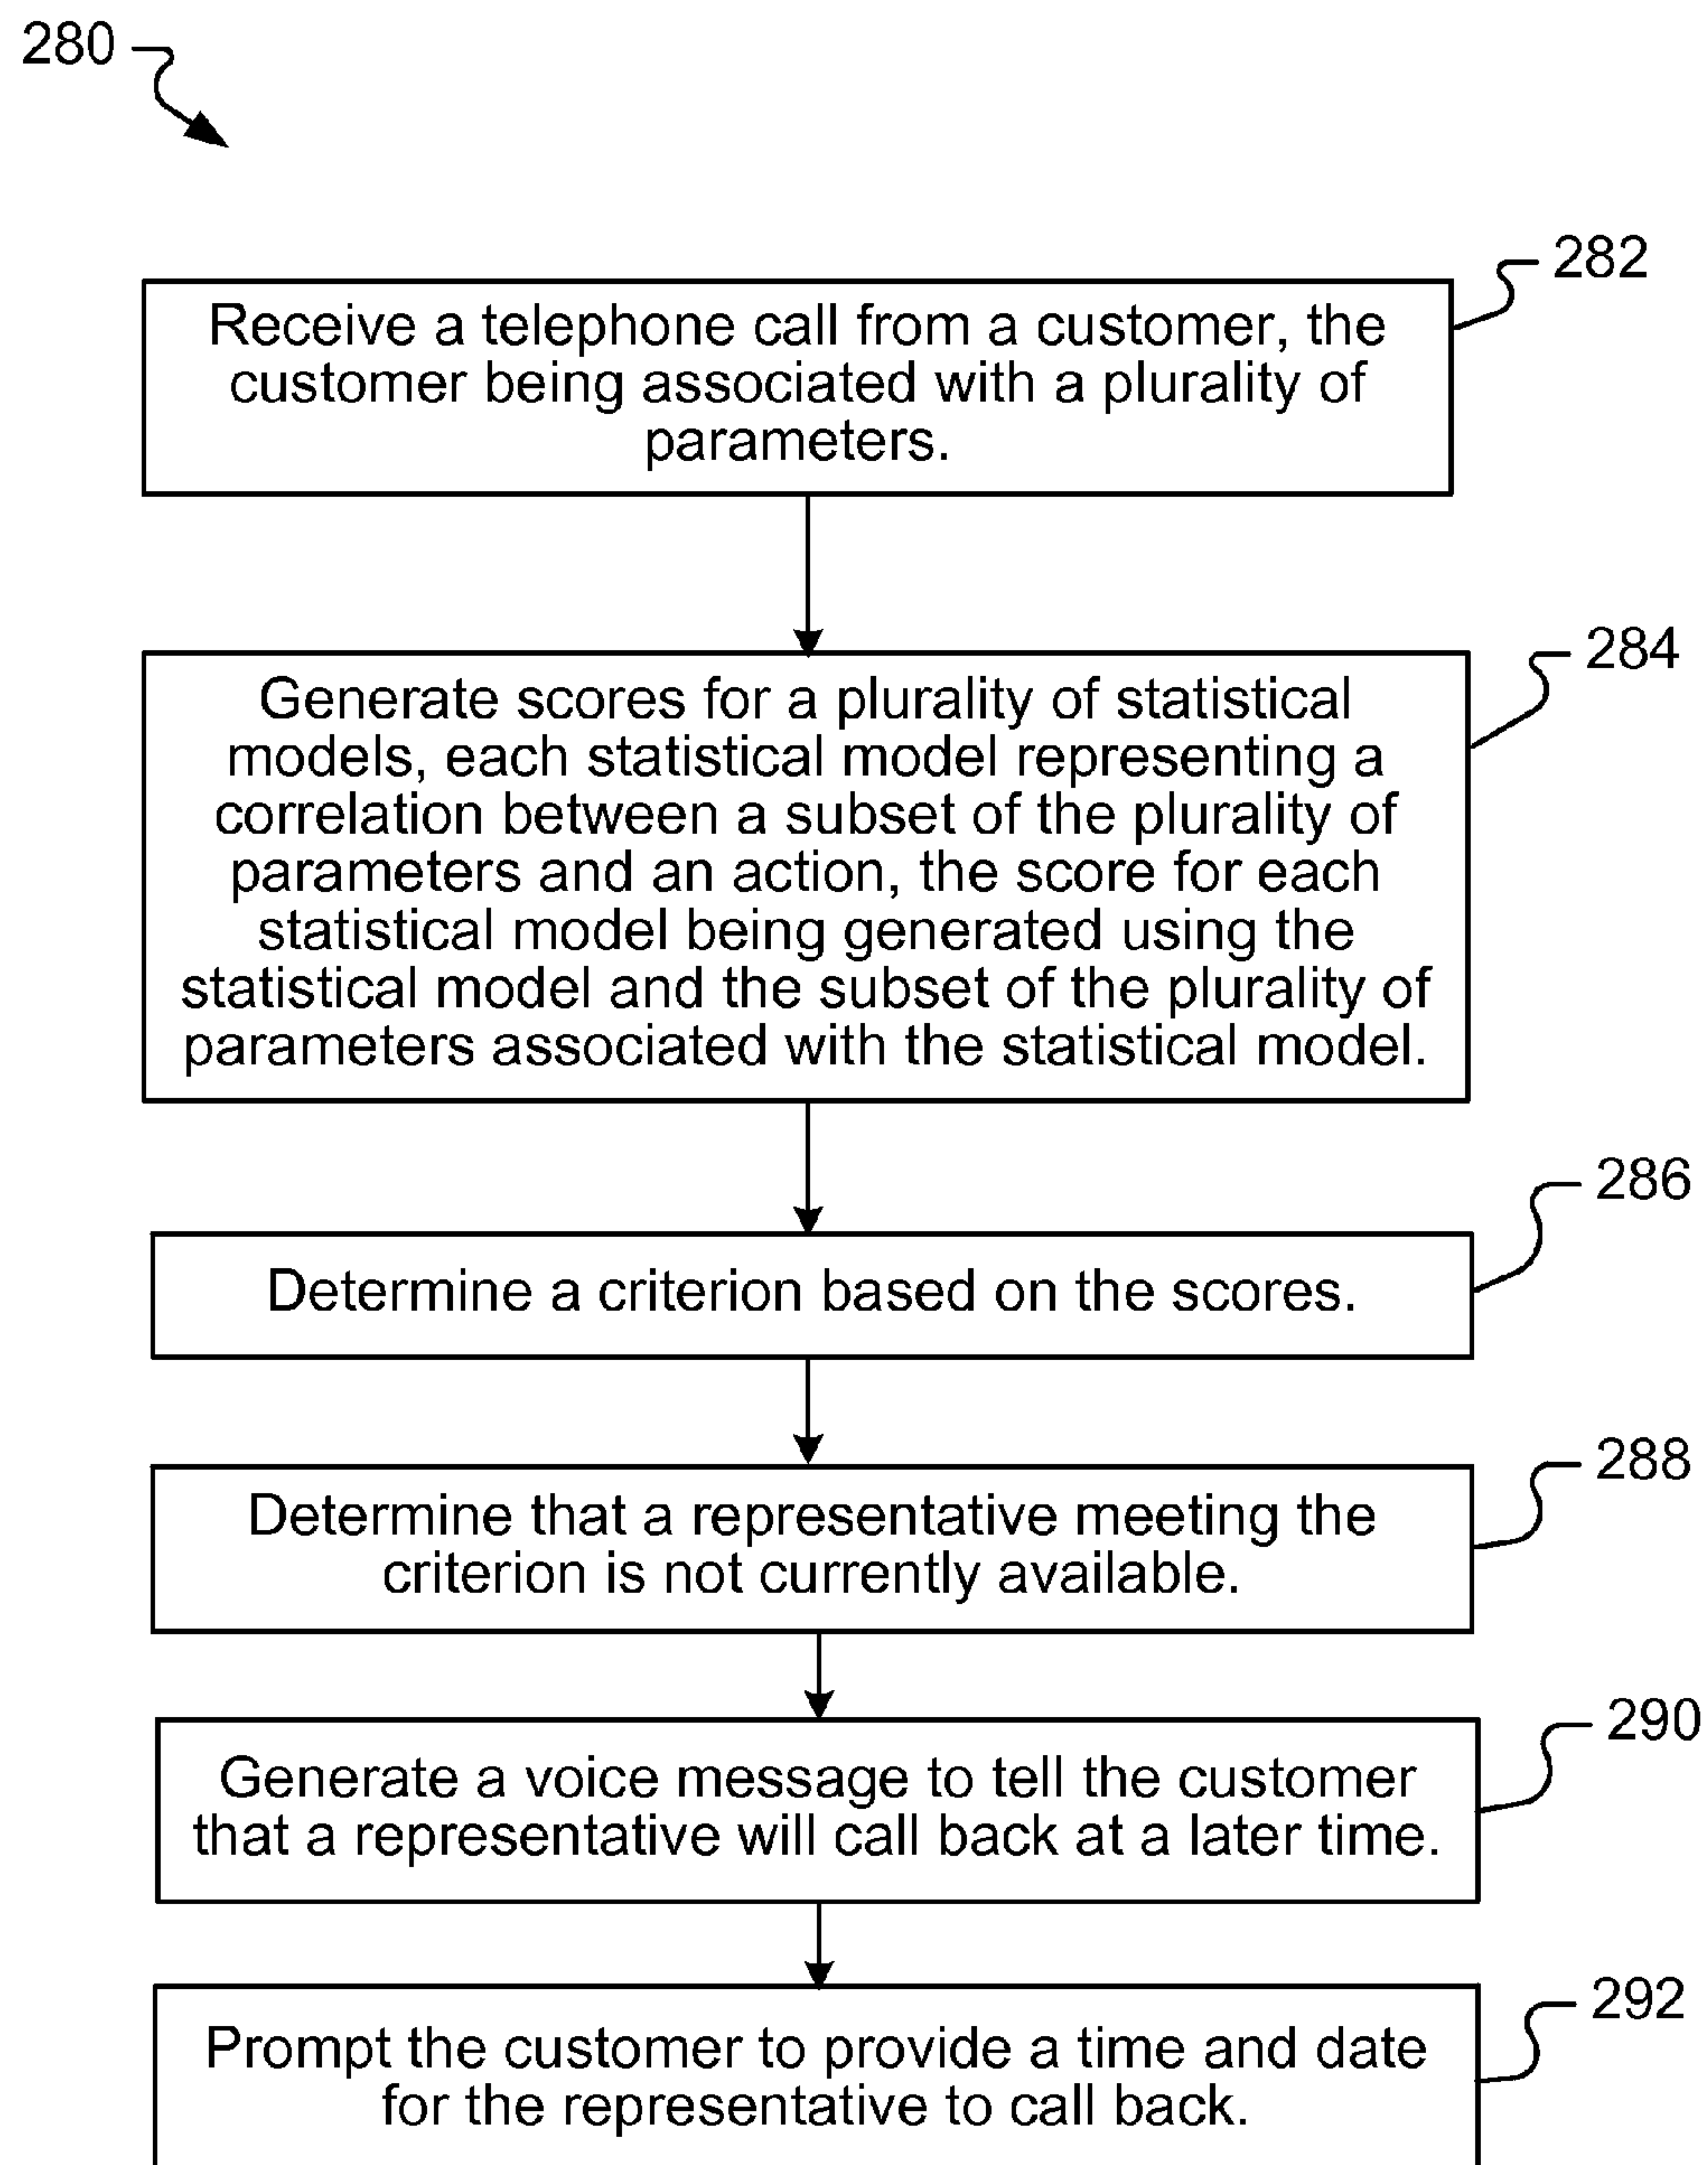 280
282
Receive a telephone call from a customer, the
customer being associated with a plurality of
parameters.
284
Generate scores for a plurality of statistical
models, each statistical model representing a
correlation between a subset of the plurality of
parameters and an action, the score for each
statistical model being generated using the
statistical model and the subset of the plurality of
parameters associated with the statistical model.
286
Determine a criterion based on the scores.
288
Determine that a representative meeting the
criterion is not currently available.
290
Generate a voice message to tell the customer
that a representative will call back at a later time.
292
Prompt the customer to provide a time and date
for the representative to call back.